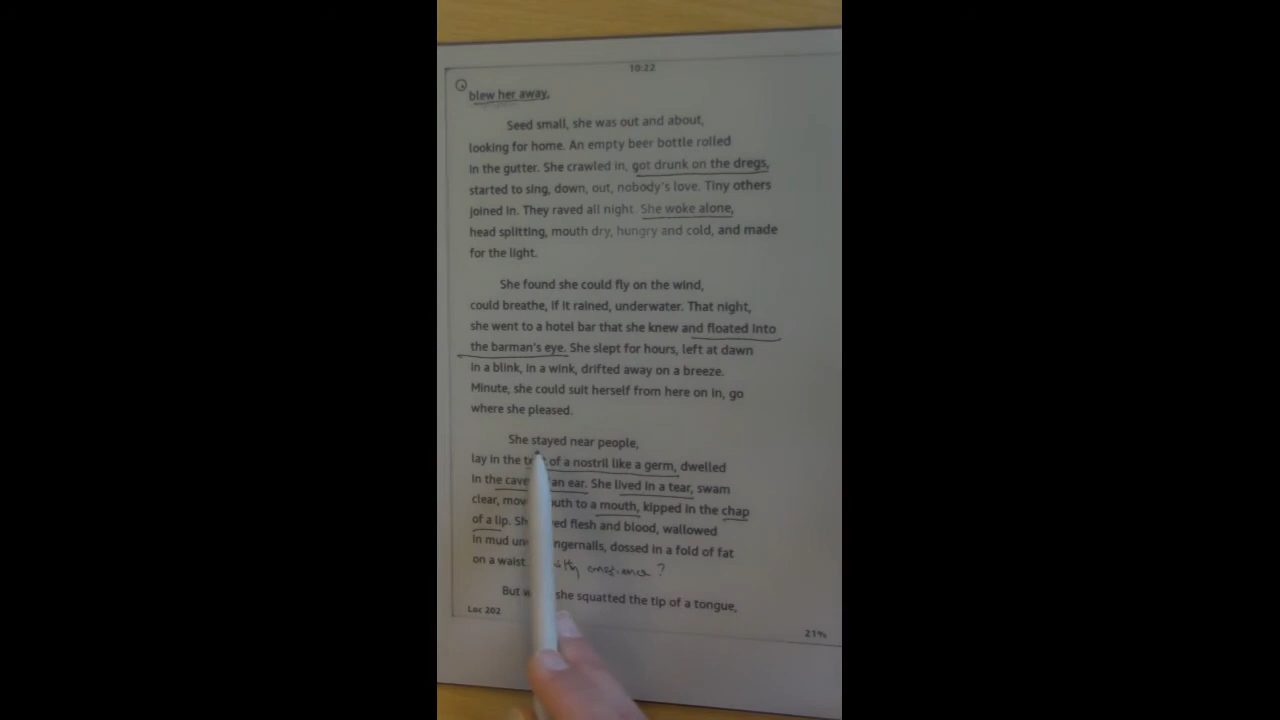 10:22
blew her away.
Seed small, she was out and about,
looking for home. An empty beer bottle rolled
in the gutter. She crawled in, got drunk on the dregs,
started to sing, down, out, nobody's love. Tiny others
joined in. They raved all night. She woke alone,
head splitting, mouth dry, hungry and cold, and made
for the light.
She found she could fly on the wind,
could breathe, if it rained, underwater. That night,
she went to a hotel bar that she knew and floated into
the barman's eye. She slept for hours, left at dawn
in a blink, in a wink, drifted away on a breeze.
Minute, she could suit herself from here on in, go
where she pleased.
She stayed near people,
lay in the of a nostril like a germ, dwelled
in the cave an ear. She lived in a tear, swam
clear, mov outh to a mouth, kipped in the chap
of a lip. Sh ed flesh and blood, wallowed
in mud un ngernails, dossed in a fold of fat
on a waist. ?
But w she squatted the tip of a tongue,
Loc 202
21%